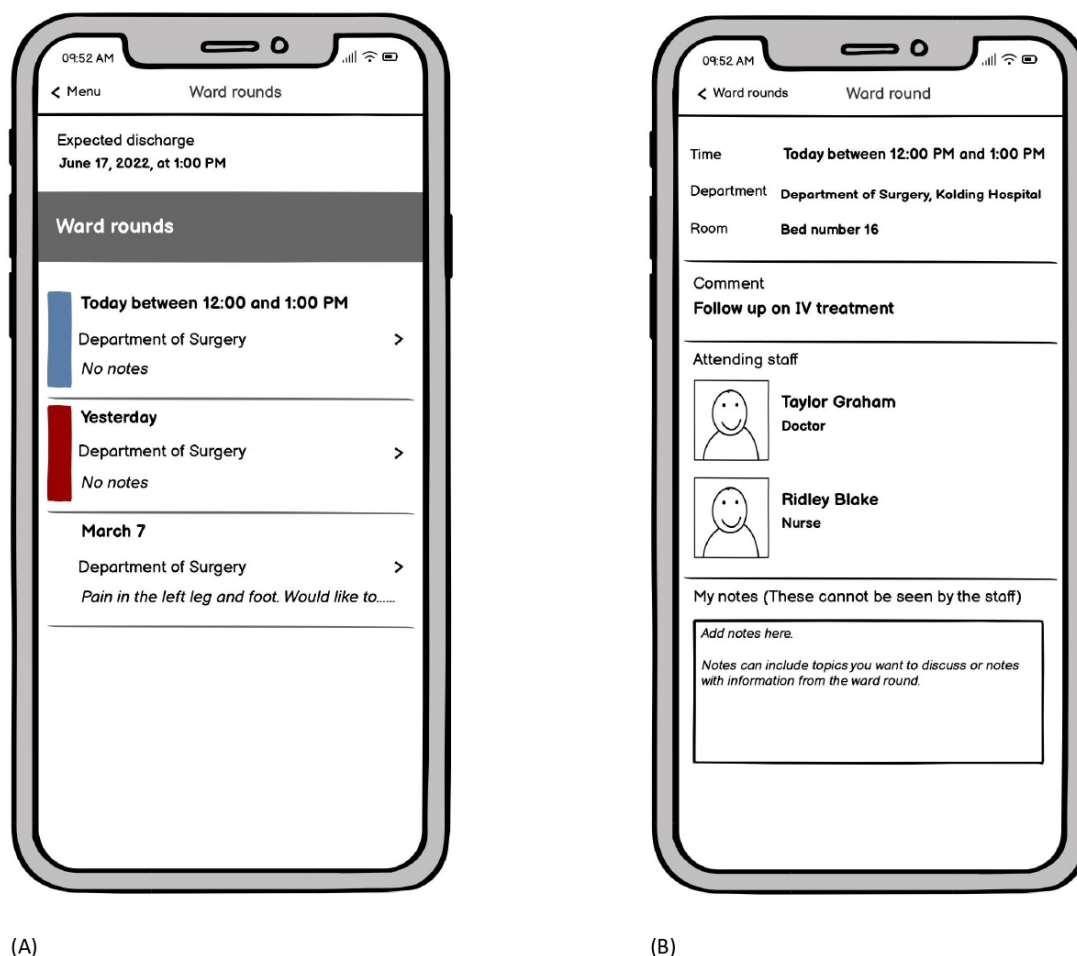 09:52 AM
< Menu
Ward rounds
Expected discharge
June 17, 2022, at 1:00 PM
Ward rounds
Today between 12:00 and 1:00 PM
Department of Surgery >
No notes
Yesterday
Department of Surgery >
No notes
March 7
Department of Surgery >
Pain in the left leg and foot. Would like to......
(A)
09:52 AM
< Ward rounds
Ward round
Time Today between 12:00 PM and 1:00 PM
Department Department of Surgery, Kolding Hospital
Room Bed number 16
Comment
Follow up on IV treatment
Attending staff
Taylor Graham
Doctor
Ridley Blake
Nurse
My notes (These cannot be seen by the staff)
Add notes here.
Notes can include topics you want to discuss or notes
with information from the ward round.
(B)